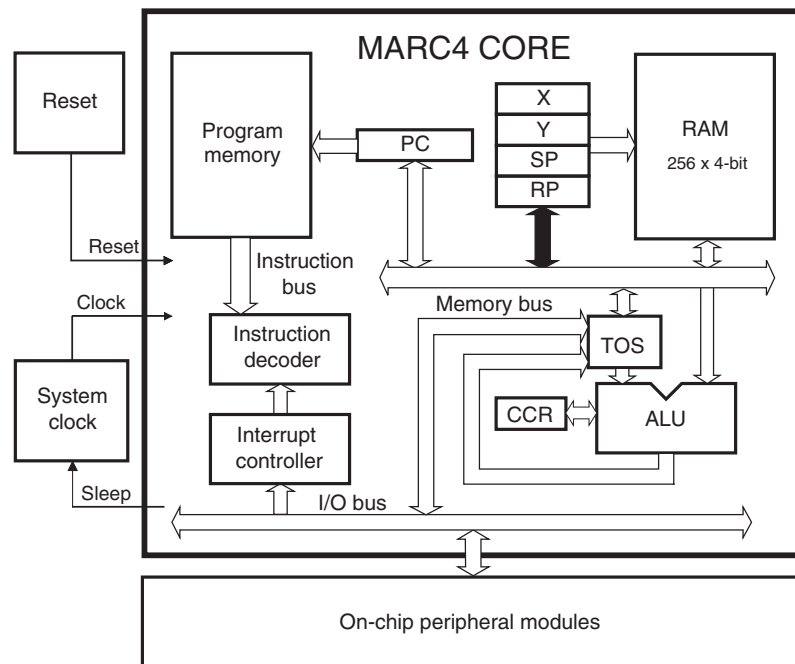 MARC4 CORE
Reset
Program
memory
PC
X
Y
SP
RP
RAM
256 x 4-bit
Reset
Instruction
bus
Clock
Memory bus
Instruction
decoder
TOS
System
clock
CCR
ALU
Interrupt
controller
Sleep
I/O bus
On-chip peripheral modules